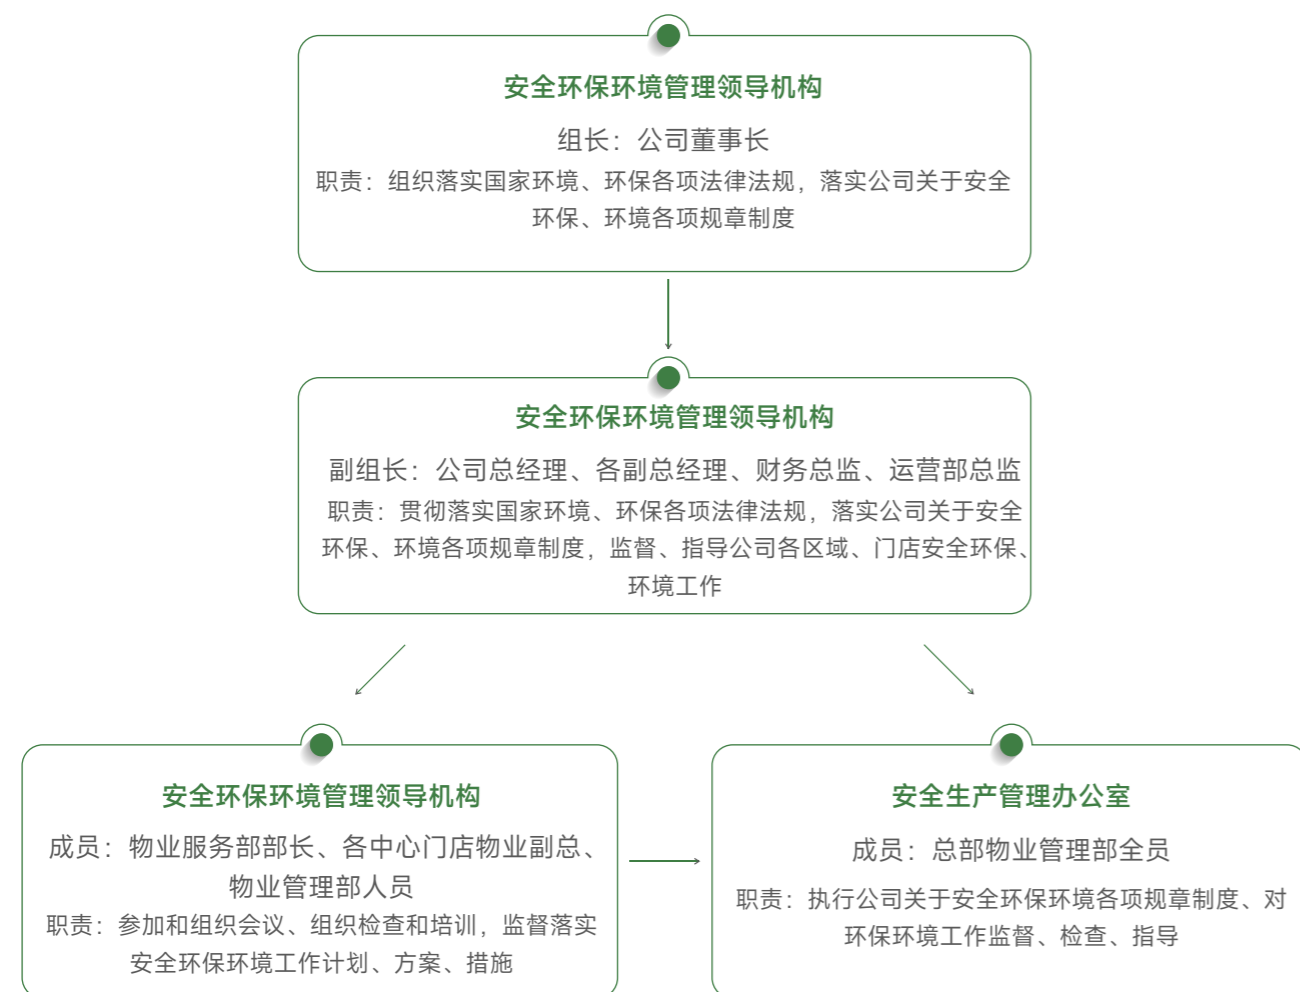 安全环保环境管理领导机构
组长：公司董事长
职责：组织落实国家环境、环保各项法律法规，落实公司关于安全
环保、环境各项规章制度
安全环保环境管理领导机构
副组长：公司总经理、各副总经理、财务总监、运营部总监
职责：贯彻落实国家环境、环保各项法律法规，落实公司关于安全
环保、环境各项规章制度，监督、指导公司各区域、门店安全环保、
环境工作
安全环保环境管理领导机构
成员：物业服务部部长、各中心门店物业副总、
物业管理部人员
职责：参加和组织会议、组织检查和培训，监督落实
安全环保环境工作计划、方案、措施
安全生产管理办公室
成员：总部物业管理部全员
职责：执行公司关于安全环保环境各项规章制度、对
环保环境工作监督、检查、指导